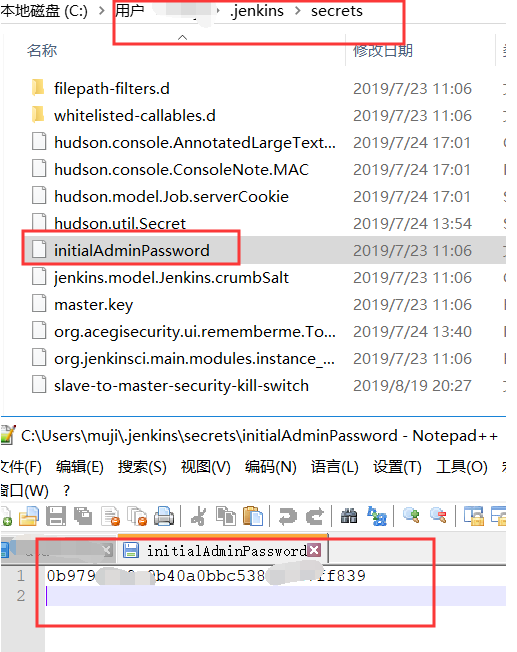 本地磁盘 (C:) › 用户 › .jenkins › secrets
名称 修改日期
filepath-filters.d 2019/7/23 11:06
whitelisted-callables.d 2019/7/23 11:06
hudson.console.AnnotatedLargeText... 2019/7/24 17:01
hudson.console.ConsoleNote.MAC 2019/7/24 17:01
hudson.model.Job.serverCookie 2019/7/24 17:01
hudson.util.Secret 2019/7/24 13:54
initialAdminPassword 2019/7/23 11:06
jenkins.model.Jenkins.crumbSalt 2019/7/23 11:06
master.key 2019/7/23 11:06
org.acegisecurity.ui.rememberme.To... 2019/7/24 13:40
org.jenkinsci.main.modules.instance_... 2019/7/23 11:06
slave-to-master-security-kill-switch 2019/8/19 20:27
C:\Users\muji\.jenkins\secrets\initialAdminPassword - Notepad++
文件(F) 编辑(E) 搜索(S) 视图(V) 编码(N) 语言(L) 设置(T) 工具(O)
窗口(W) ?
initialAdminPassword
1 0b979 0b40a0bbc538 ff839
2